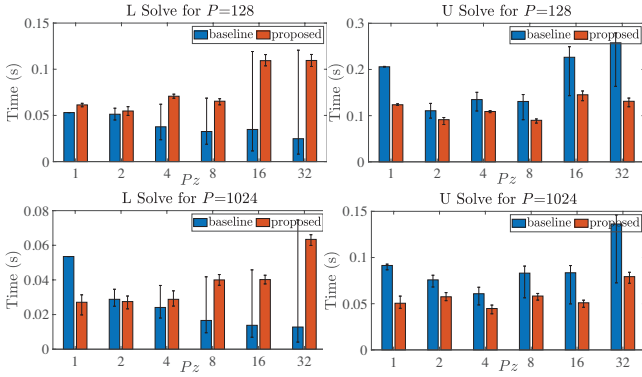 L Solve for P=128
0.15
0.1
0.05
0
Time (s)
baseline proposed
1 2 4 8 16 32
Pz
U Solve for P=128
0.3
0.2
0.1
0
Time (s)
baseline proposed
1 2 4 8 16 32
Pz
L Solve for P=1024
0.08
0.06
0.04
0.02
0
Time (s)
baseline proposed
1 2 4 8 16 32
Pz
U Solve for P=1024
0.15
0.1
0.05
0
Time (s)
baseline proposed
1 2 4 8 16 32
Pz